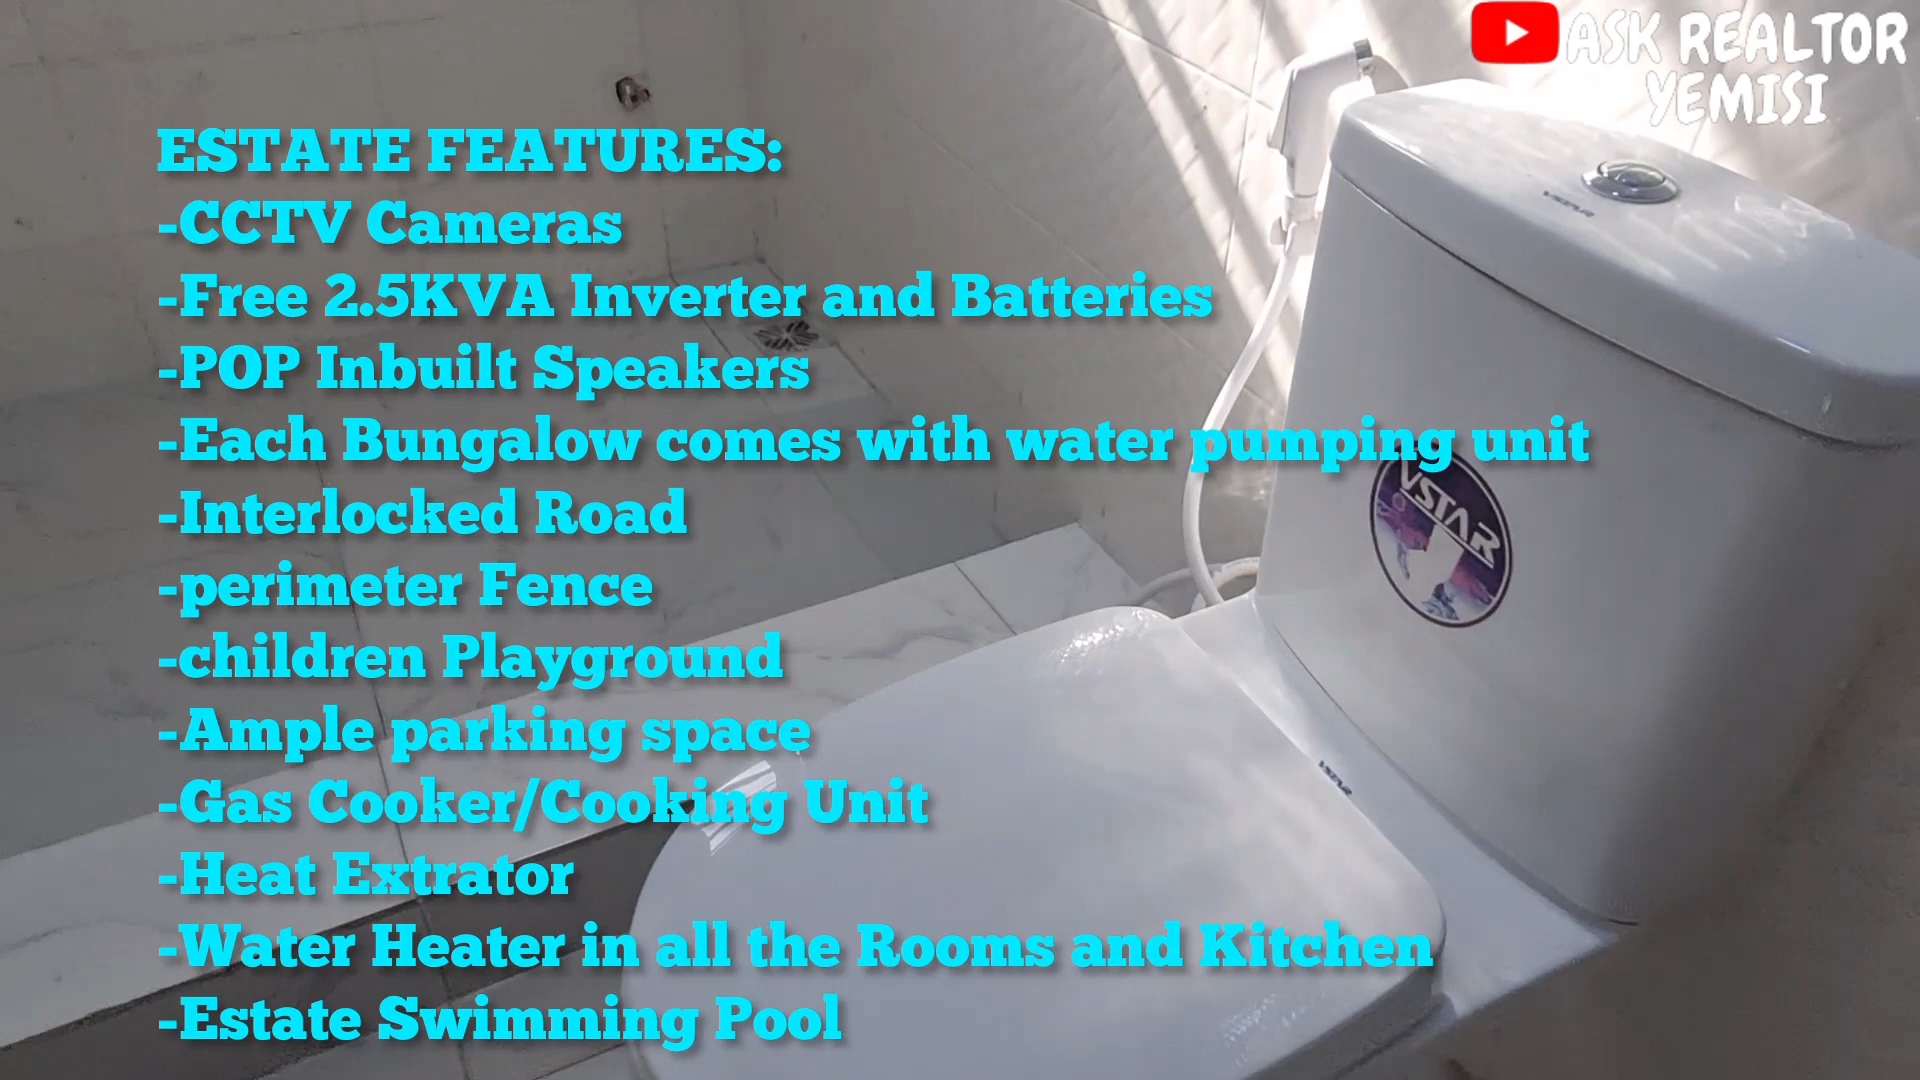 ASK REALTOR
YEMISI
ESTATE FEATURES:
-CCTV Cameras
-Free 2.5KVA Inverter and Batteries
-POP Inbuilt Speakers
-Each Bungalow comes with water pumping unit
-Interlocked Road
-perimeter Fence
-children Playground
-Ample parking space
-Gas Cooker/Cooking Unit
-Heat Extrator
-Water Heater in all the Rooms and Kitchen
-Estate Swimming Pool
VSTAR
VSTAR
VSTAR